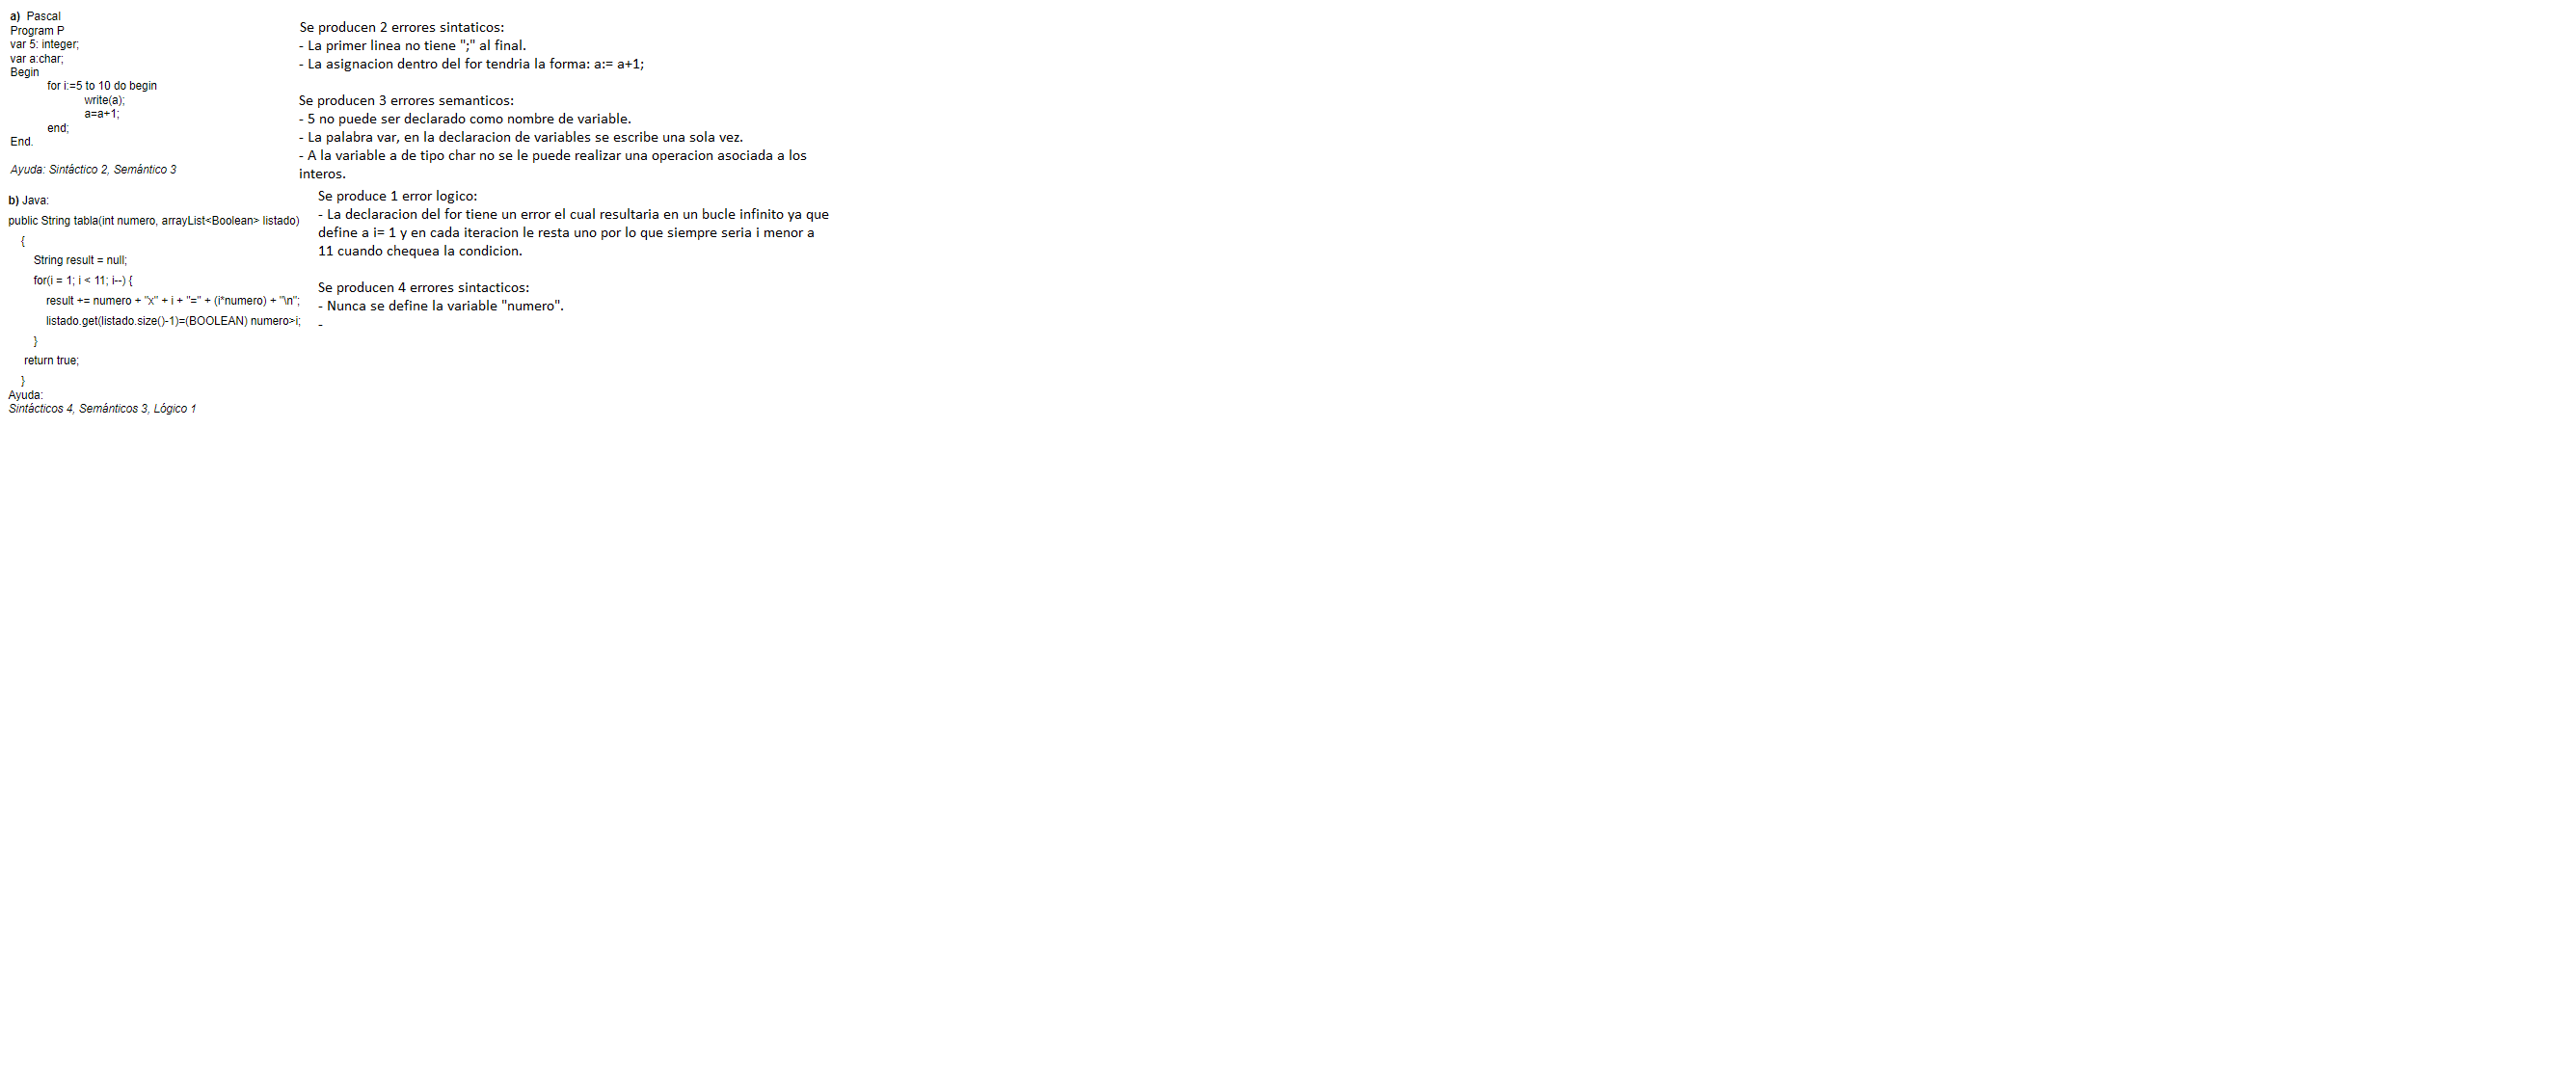 a) Pascal
Program P
var 5: integer;
var a:char;
Begin
for i:=5 to 10 do begin
write(a);
a=a+1;
end;
End.
Ayuda: Sintáctico 2, Semántico 3
Se producen 2 errores sintaticos:
- La primer linea no tiene ";" al final.
- La asignacion dentro del for tendria la forma: a:= a+1;
Se producen 3 errores semanticos:
- 5 no puede ser declarado como nombre de variable.
- La palabra var, en la declaracion de variables se escribe una sola vez.
- A la variable a de tipo char no se le puede realizar una operacion asociada a los
interos.
b) Java:
public String tabla(int numero, arrayList<Boolean> listado)
{
String result = null;
for(i = 1; i < 11; i--) {
result += numero + "x" + i + "=" + (i*numero) + "\n";
listado.get(listado.size()-1)=(BOOLEAN) numero>i;
}
return true;
}
Ayuda:
Sintácticos 4, Semánticos 3, Lógico 1
Se produce 1 error logico:
- La declaracion del for tiene un error el cual resultaria en un bucle infinito ya que
define a i= 1 y en cada iteracion le resta uno por lo que siempre seria i menor a
11 cuando chequea la condicion.
Se producen 4 errores sintacticos:
- Nunca se define la variable "numero".
-